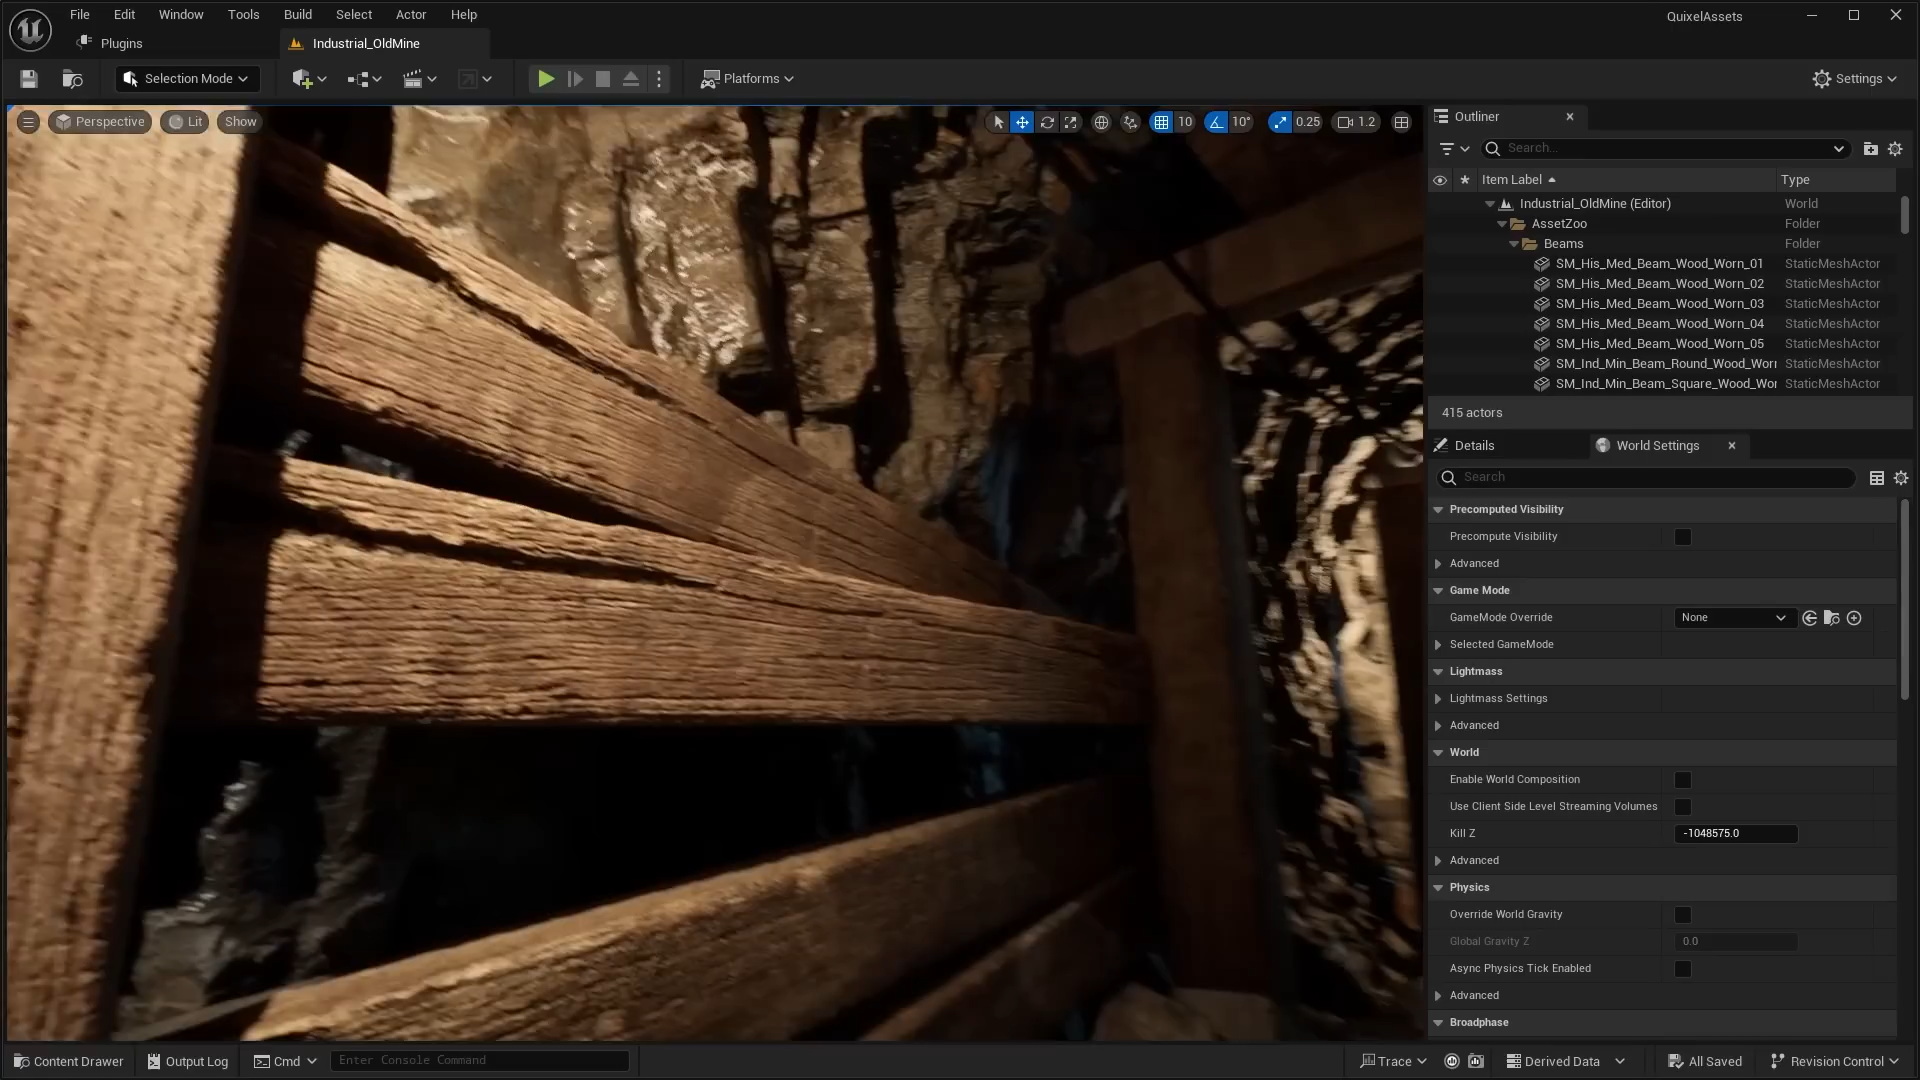 File Edit Window Tools Build Select Actor Help
QuixelAssets
Plugins
Industrial_OldMine
Selection Mode
Platforms
Settings
Perspective Lit Show
10 10° 0.25 1.2
Outliner
Search...
Item Label Type
Industrial_OldMine (Editor) World
AssetZoo Folder
Beams Folder
SM_His_Med_Beam_Wood_Worn_01 StaticMeshActor
SM_His_Med_Beam_Wood_Worn_02 StaticMeshActor
SM_His_Med_Beam_Wood_Worn_03 StaticMeshActor
SM_His_Med_Beam_Wood_Worn_04 StaticMeshActor
SM_His_Med_Beam_Wood_Worn_05 StaticMeshActor
SM_Ind_Min_Beam_Round_Wood_Worn StaticMeshActor
SM_Ind_Min_Beam_Square_Wood_Wor StaticMeshActor
415 actors
Details World Settings
Search
Precomputed Visibility
Precompute Visibility
Advanced
Game Mode
GameMode Override None
Selected GameMode
Lightmass
Lightmass Settings
Advanced
World
Enable World Composition
Use Client Side Level Streaming Volumes
Kill Z -1048575.0
Advanced
Physics
Override World Gravity
Global Gravity Z 0.0
Async Physics Tick Enabled
Advanced
Broadphase
Content Drawer Output Log Cmd Enter Console Command Trace Derived Data All Saved Revision Control